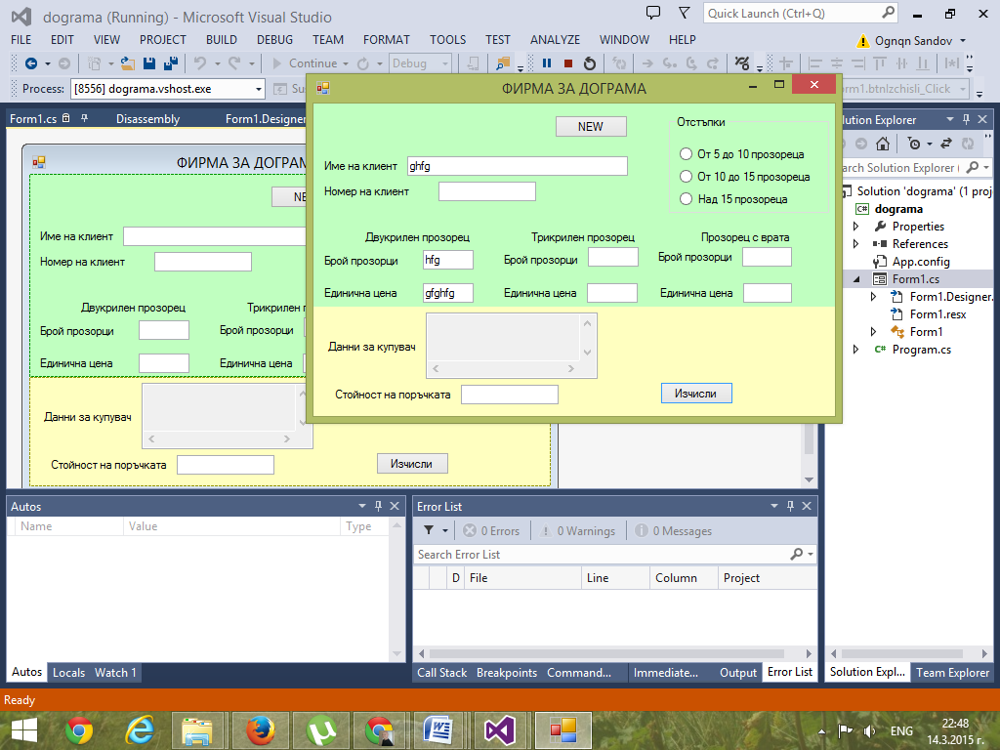 dograma (Running) - Microsoft Visual Studio
Quick Launch (Ctrl+Q)
FILE EDIT VIEW PROJECT BUILD DEBUG TEAM FORMAT TOOLS TEST ANALYZE WINDOW HELP
Ognqn Sandov
Continue Debug
Process: [8556] dograma.vshost.exe
orm1.btnIzchisli_Click
Form1.cs Disassembly Form1.Designer
ФИРМА ЗА ДОГРАМ
NE
Име на клиент
Номер на клиент
Двукрилен прозорец Трикрилен п
Брой прозорци Брой прозорци
Единична цена Единична цена
Данни за купувач
Стойност на поръчката Изчисли
ФИРМА ЗА ДОГРАМА
NEW
Отстъпки
Име на клиент ghfg
От 5 до 10 прозореца
Номер на клиент
От 10 до 15 прозореца
Над 15 прозореца
Двукрилен прозорец Трикрилен прозорец Прозорец с врата
Брой прозорци hfg Брой прозорци Брой прозорци
Единична цена gfghfg Единична цена Единична цена
Данни за купувач
Стойност на поръчката Изчисли
lution Explorer
arch Solution Explorer (
Solution 'dograma' (1 proj
C# dograma
Properties
References
App.config
Form1.cs
Form1.Designer.
Form1.resx
Form1
C# Program.cs
Autos
Name Value Type
Autos Locals Watch 1
Error List
0 Errors 0 Warnings 0 Messages
Search Error List
D File Line Column Project
Call Stack Breakpoints Command... Immediate... Output Error List
Solution Expl... Team Explorer
Ready
ENG
22:48
14.3.2015 г.